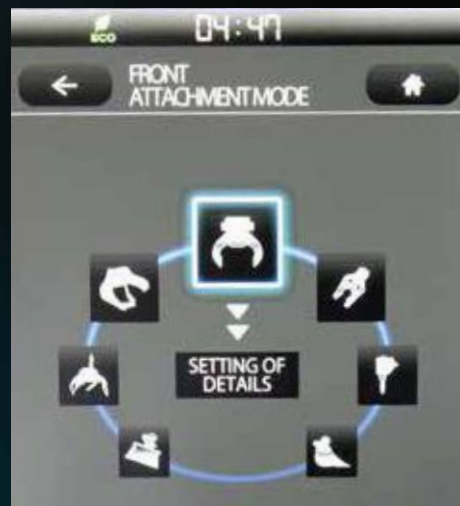 ECO
04:47
FRONT
ATTACHMENT MODE
SETTING OF
DETAILS